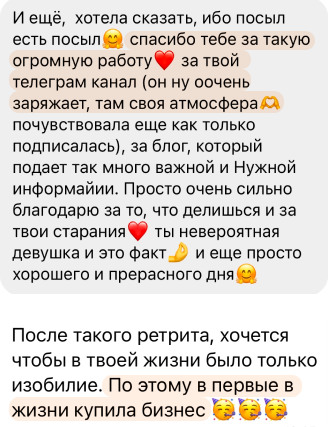 И ещё,  хотела сказать, ибо посыл
есть посыл🤗 спасибо тебе за такую
огромную работу❤️ за твой
телеграм канал (он ну оочень
заряжает, там своя атмосфера🫶
почувствовала еще как только
подписалась), за блог, который
подает так много важной и Нужной
информайии. Просто очень сильно
благодарю за то, что делишься и за
твои старания❤️ ты невероятная
девушка и это факт🤌 и еще просто
хорошего и прерасного дня🤗
После такого ретрита, хочется
чтобы в твоей жизни было только
изобилие. По этому в первые в
жизни купила бизнес 🥳🥳🥳